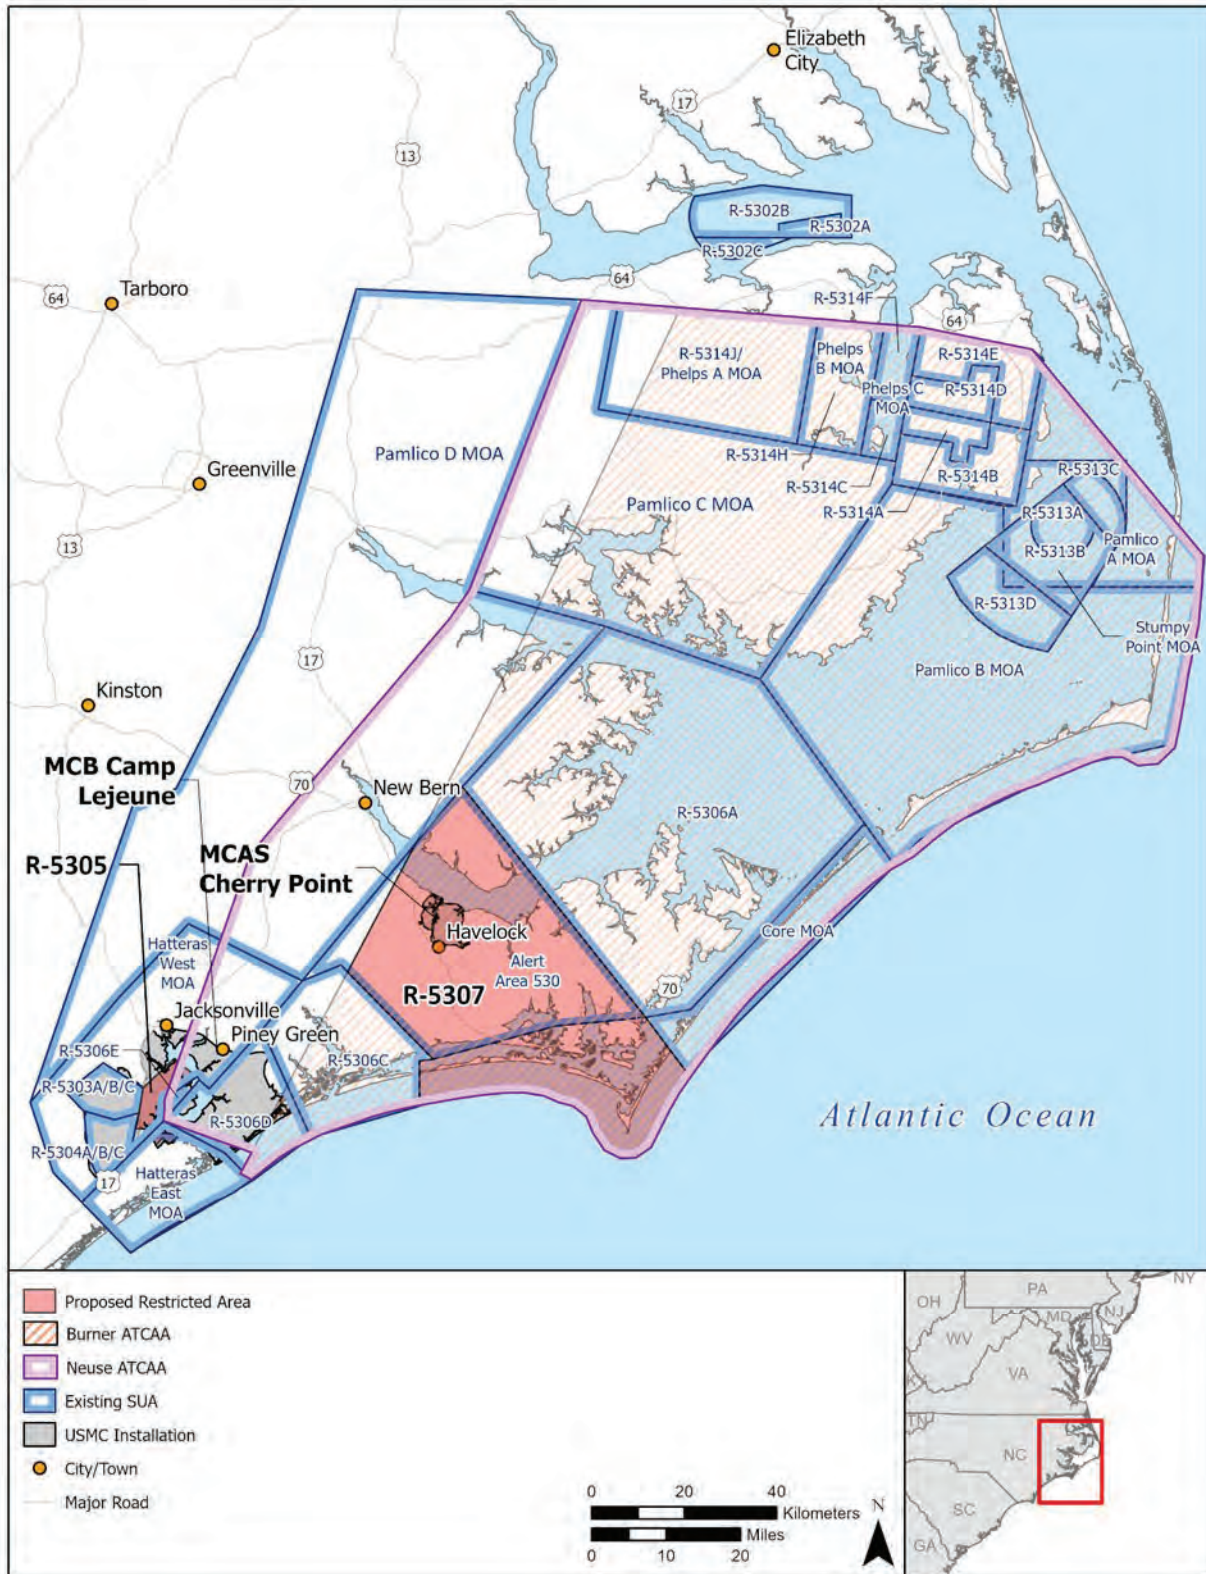 Elizabeth
City
17
13
R-5302B
R-5302A
R-5302C
64
Tarboro
64
R-5314F
64
R-5314J/
Phelps A MOA
Phelps
B MOA
R-5314E
R-5314D
Phelps C
MOA
Pamlico D MOA
Greenville
R-5314H
R-5314C
R-5314B
R-5313C
Pamlico C MOA
R-5314A
R-5313A
13
R-5313B
Pamlico
A MOA
R-5313D
Stumpy
Point MOA
17
Pamlico B MOA
Kinston
MCB Camp
Lejeune
70
New Bern
R-5306A
R-5305
MCAS
Cherry Point
Havelock
Core MOA
Hatteras
West
MOA
Alert
Area 530
70
R-5307
Jacksonville
Piney Green
R-5306E
R-5306C
R-5303A/B/C
R-5306D
Atlantic Ocean
R-5304A/B/C
17
Hatteras
East
MOA
Proposed Restricted Area
Burner ATCAA
Neuse ATCAA
Existing SUA
USMC Installation
City/Town
Major Road
0 20 40
Kilometers
Miles
0 10 20
N
NY
PA
OH
NJ
MD
DE
WV
VA
KY
TN
NC
SC
GA